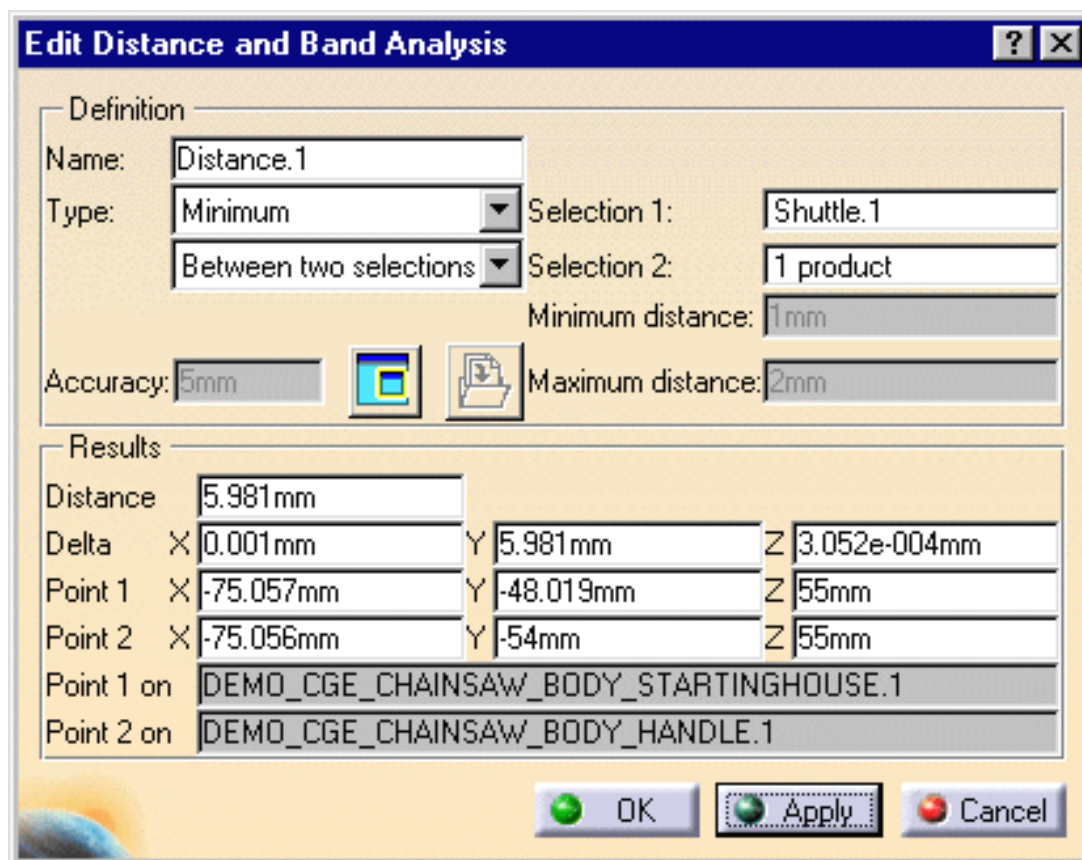 Edit Distance and Band Analysis ? X
Definition
Name: Distance.1
Type: Minimum Selection 1: Shuttle.1
Between two selections Selection 2: 1 product
Minimum distance: 1mm
Accuracy: 5mm Maximum distance: 2mm
Results
Distance 5.981mm
Delta X 0.001mm Y 5.981mm Z 3.052e-004mm
Point 1 X -75.057mm Y -48.019mm Z 55mm
Point 2 X -75.056mm Y -54mm Z 55mm
Point 1 on DEMO_CGE_CHAINSAW_BODY_STARTINGHOUSE.1
Point 2 on DEMO_CGE_CHAINSAW_BODY_HANDLE.1
OK Apply Cancel